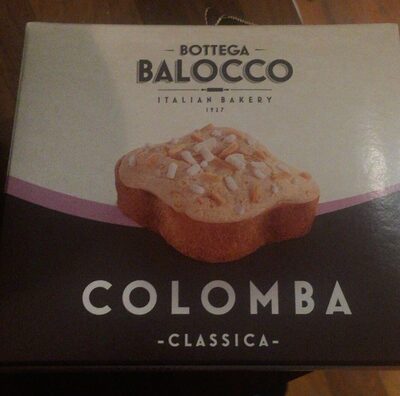 BOTTEGA
BALOCCO
ITALIAN BAKERY
1927
COLOMBA
-CLASSICA-